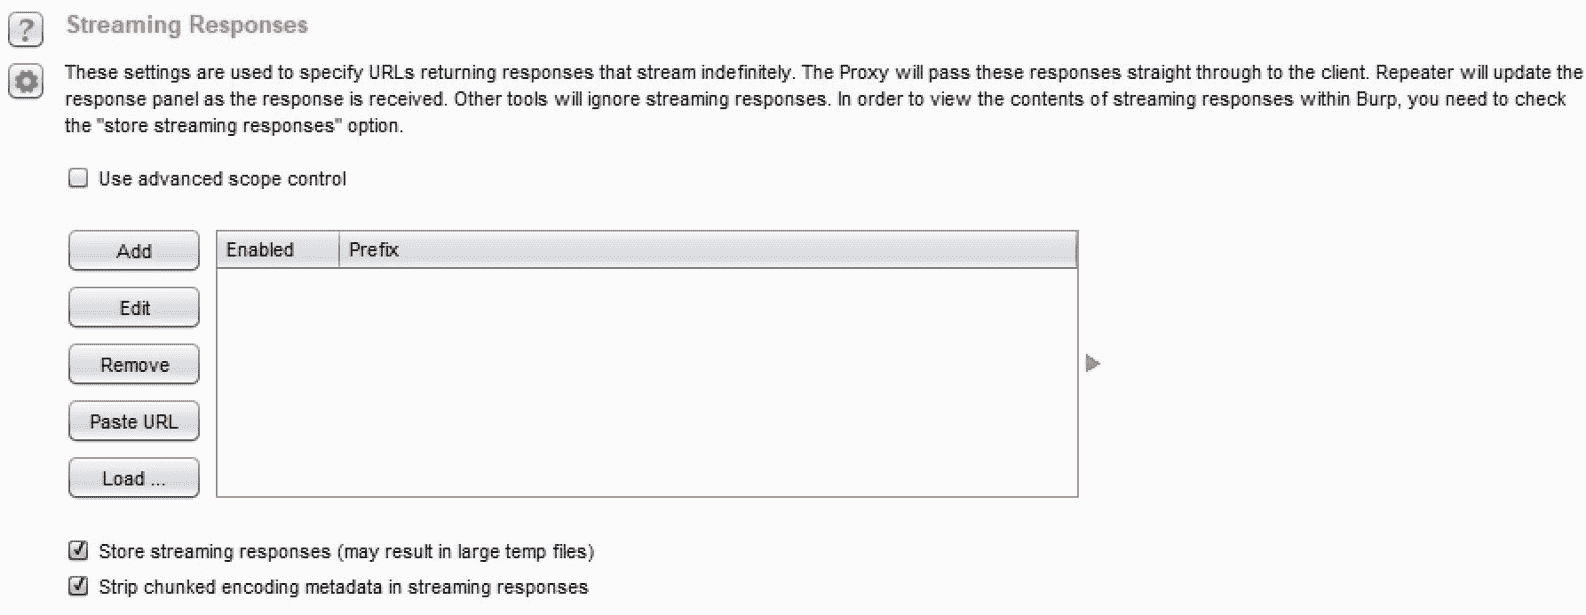 ?
Streaming Responses
These settings are used to specify URLs returning responses that stream indefinitely. The Proxy will pass these responses straight through to the client. Repeater will update the
response panel as the response is received. Other tools will ignore streaming responses. In order to view the contents of streaming responses within Burp, you need to check
the "store streaming responses" option.
Use advanced scope control
Add
Enabled Prefix
Edit
Remove
Paste URL
Load ...
Store streaming responses (may result in large temp files)
Strip chunked encoding metadata in streaming responses